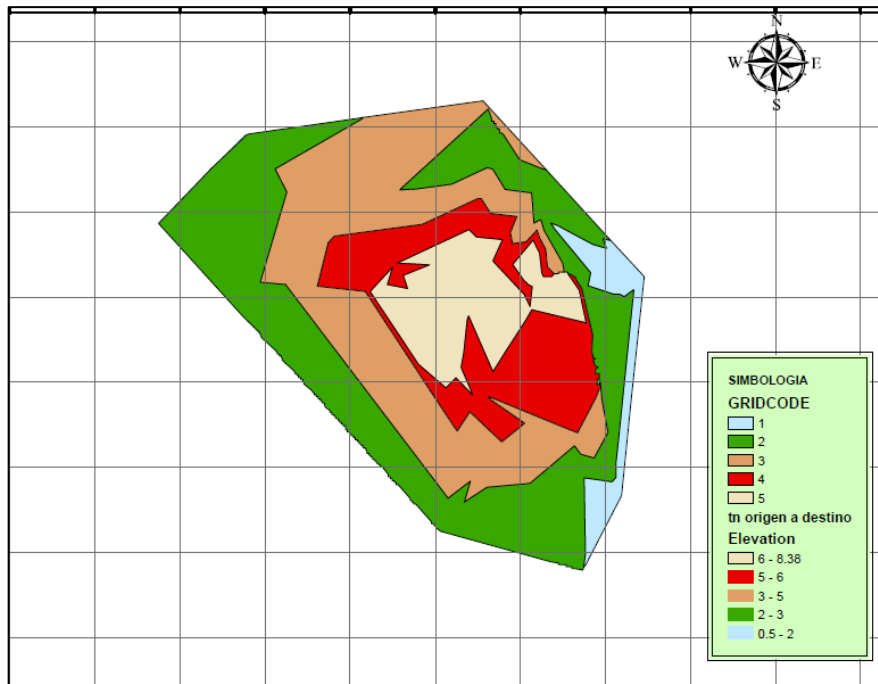 N
W E
S
SIMBOLOGIA
GRIDCODE
1
2
3
4
5
tn origen a destino
Elevation
6 - 8.38
5 - 6
3 - 5
2 - 3
0.5 - 2